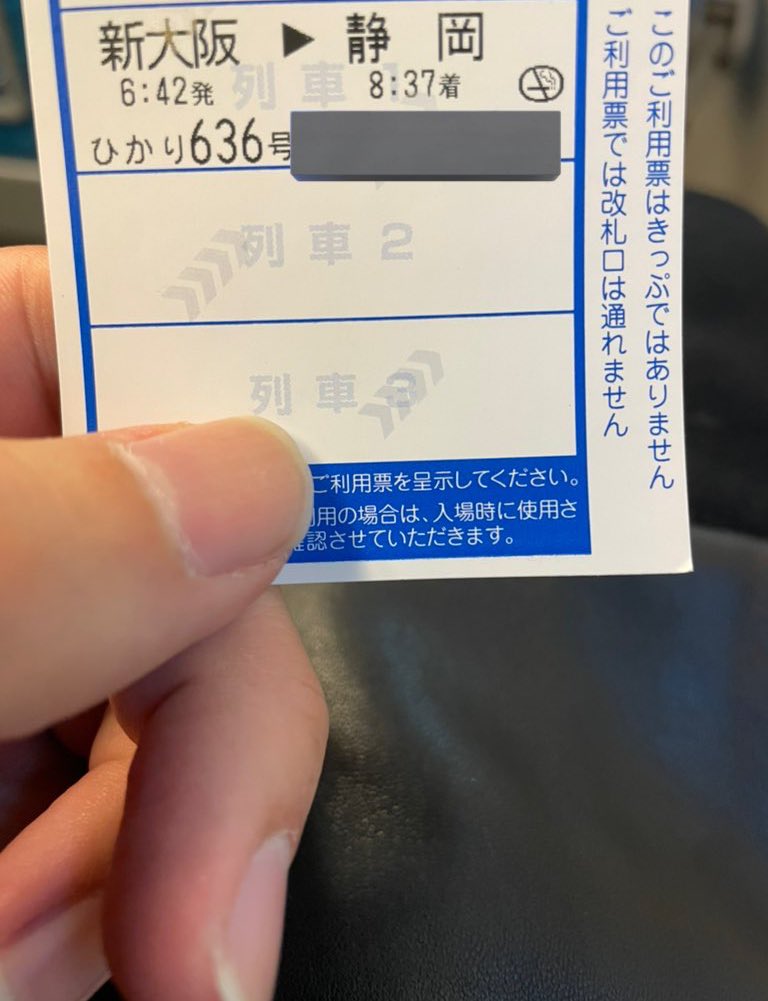 新大阪 ▶ 静岡
6:42発 8:37着
列車1
ひかり636号
列車2
列車3
ご利用票を呈示してください。
用の場合は、入場時に使用さ
認させていただきます。
このご利用票はきっぷではありません
ご利用票では改札口は通れません